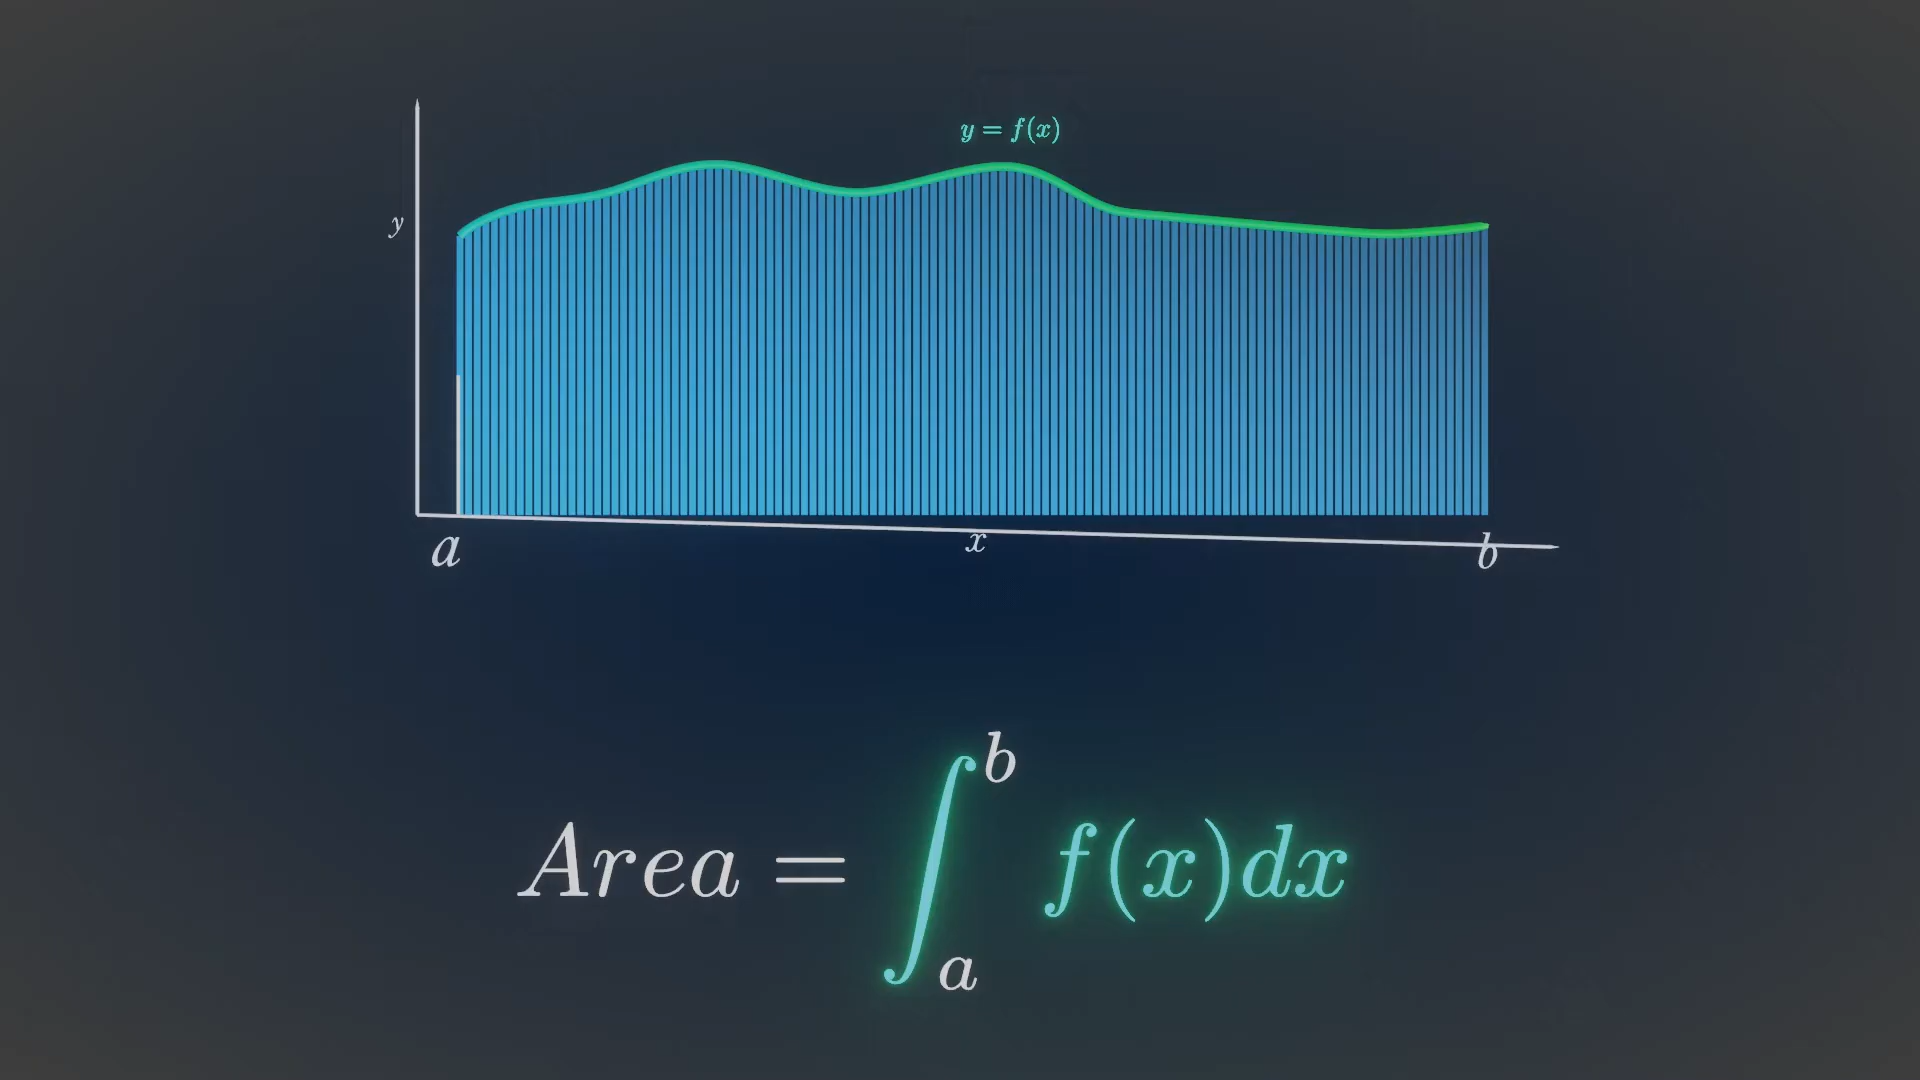 y = f(x)
y
a
x
b
Area = ∫_a^b f(x)dx